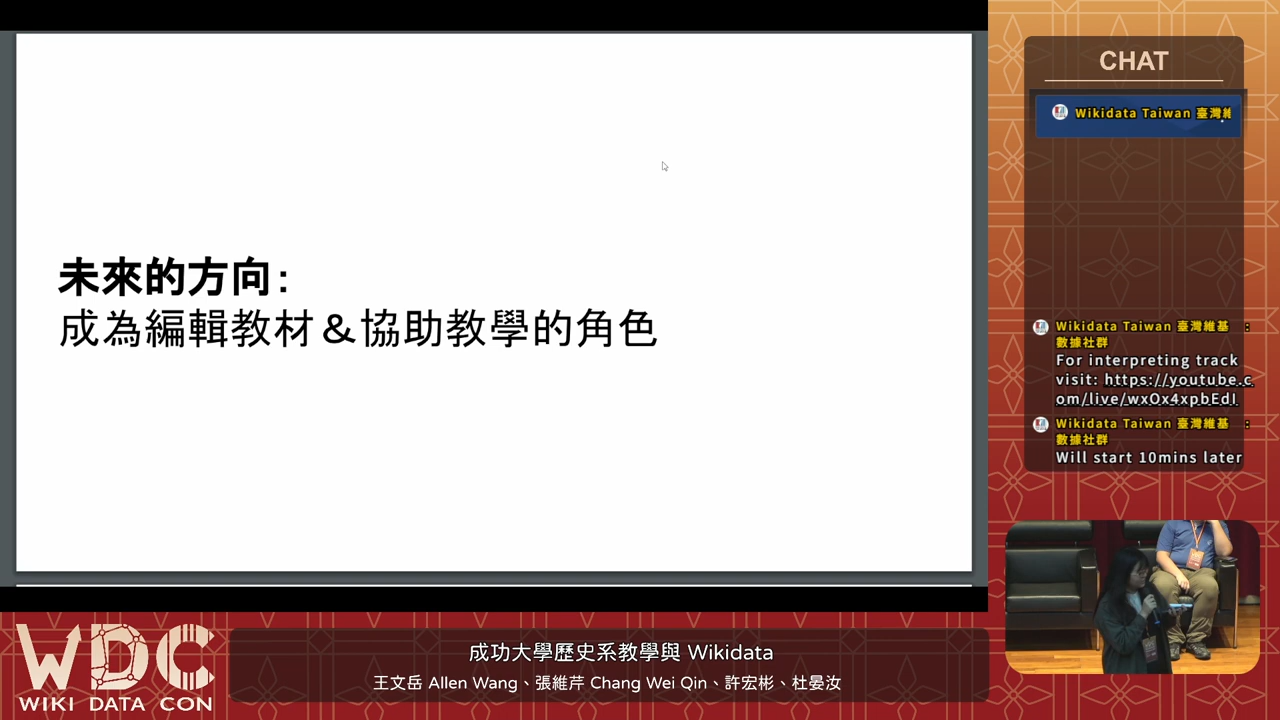 未來的方向：
成為編輯教材＆協助教學的角色
CHAT
Wikidata Taiwan 臺灣維
Wikidata Taiwan 臺灣維基 :
數據社群
For interpreting track
visit: https://youtube.c
om/live/wxOx4xpbEdI
Wikidata Taiwan 臺灣維基 :
數據社群
Will start 10mins later
WDC
WIKI DATA CON
成功大學歷史系教學與 Wikidata
王文岳 Allen Wang、張維芹 Chang Wei Qin、許宏彬、杜晏汝